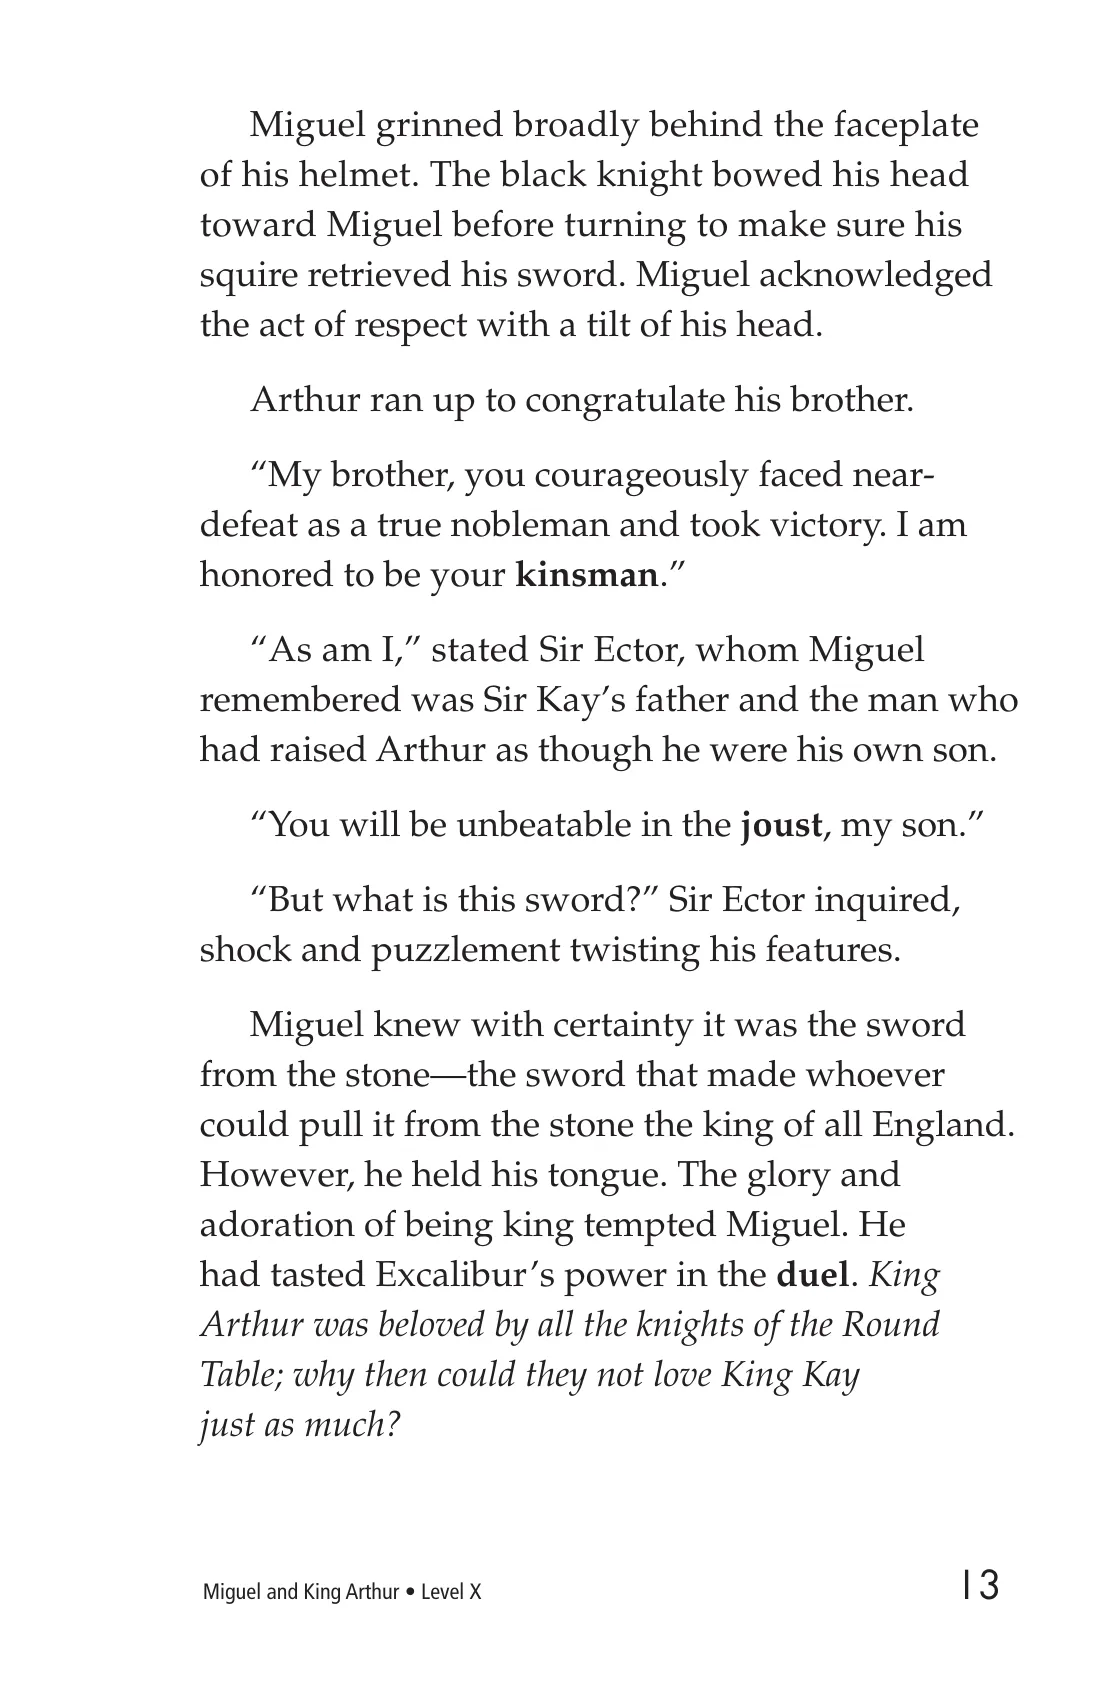 Miguel grinned broadly behind the faceplate
of his helmet. The black knight bowed his head
toward Miguel before turning to make sure his
squire retrieved his sword. Miguel acknowledged
the act of respect with a tilt of his head.
Arthur ran up to congratulate his brother.
“My brother, you courageously faced near-
defeat as a true nobleman and took victory. I am
honored to be your kinsman.”
“As am I,” stated Sir Ector, whom Miguel
remembered was Sir Kay’s father and the man who
had raised Arthur as though he were his own son.
“You will be unbeatable in the joust, my son.”
“But what is this sword?” Sir Ector inquired,
shock and puzzlement twisting his features.
Miguel knew with certainty it was the sword
from the stone—the sword that made whoever
could pull it from the stone the king of all England.
However, he held his tongue. The glory and
adoration of being king tempted Miguel. He
had tasted Excalibur’s power in the duel. King
Arthur was beloved by all the knights of the Round
Table; why then could they not love King Kay
just as much?
Miguel and King Arthur • Level X 13